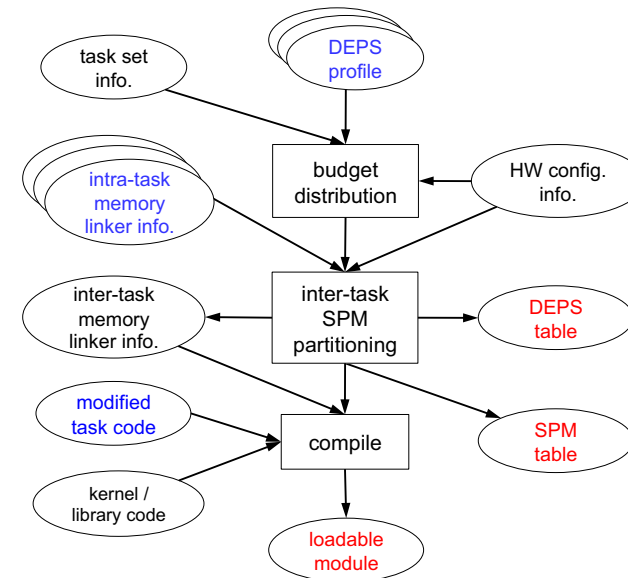 task set
info.
DEPS
profile
intra-task
memory
linker info.
budget
distribution
HW config.
info.
inter-task
memory
linker info.
inter-task
SPM
partitioning
DEPS
table
modified
task code
compile
SPM
table
kernel /
library code
loadable
module